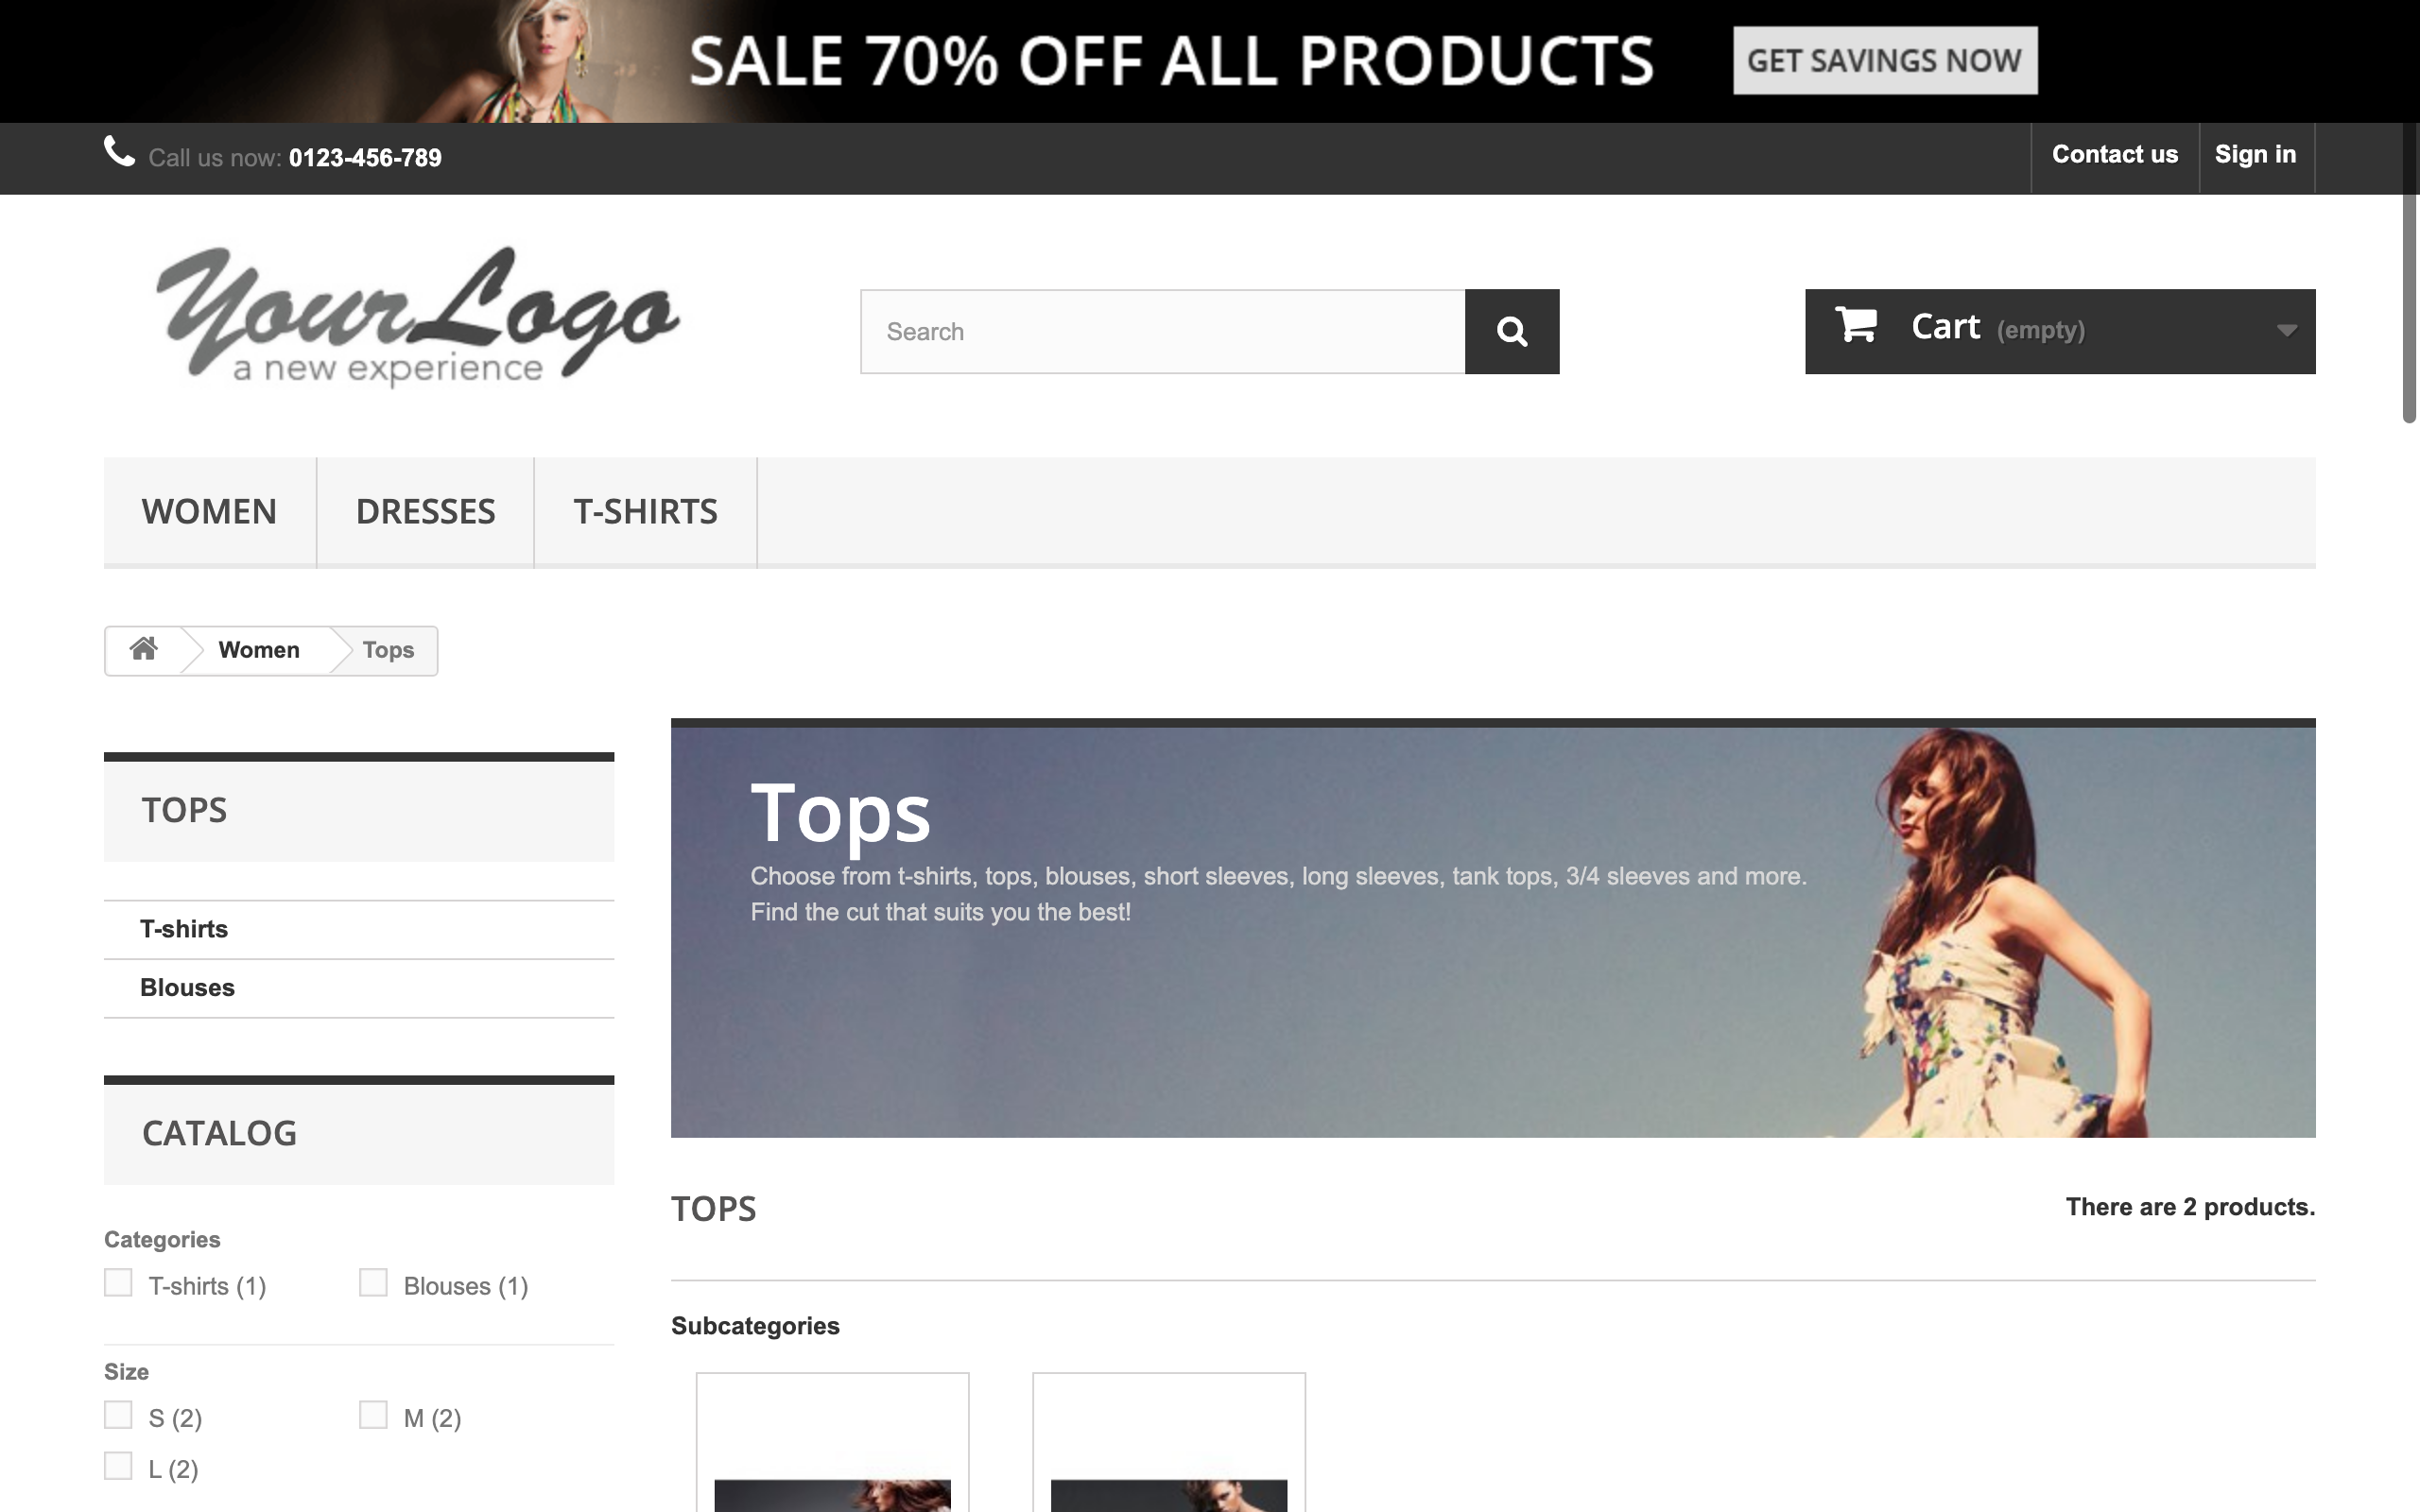 SALE 70% OFF ALL PRODUCTS
GET SAVINGS NOW
Call us now: 0123-456-789
Contact us
Sign in
YourLogo
a new experience
Search
Cart (empty)
WOMEN
DRESSES
T-SHIRTS
Women
Tops
TOPS
T-shirts
Blouses
CATALOG
Categories
T-shirts (1)
Blouses (1)
Size
S (2)
M (2)
L (2)
Tops
Choose from t-shirts, tops, blouses, short sleeves, long sleeves, tank tops, 3/4 sleeves and more.
Find the cut that suits you the best!
TOPS
There are 2 products.
Subcategories